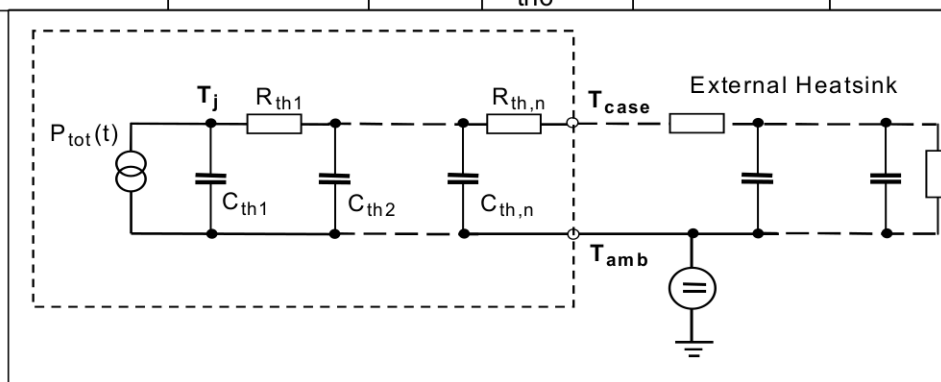 External Heatsink
T_j R_th1 R_th,n T_case
P_tot(t)
C_th1 C_th2 C_th,n
T_amb